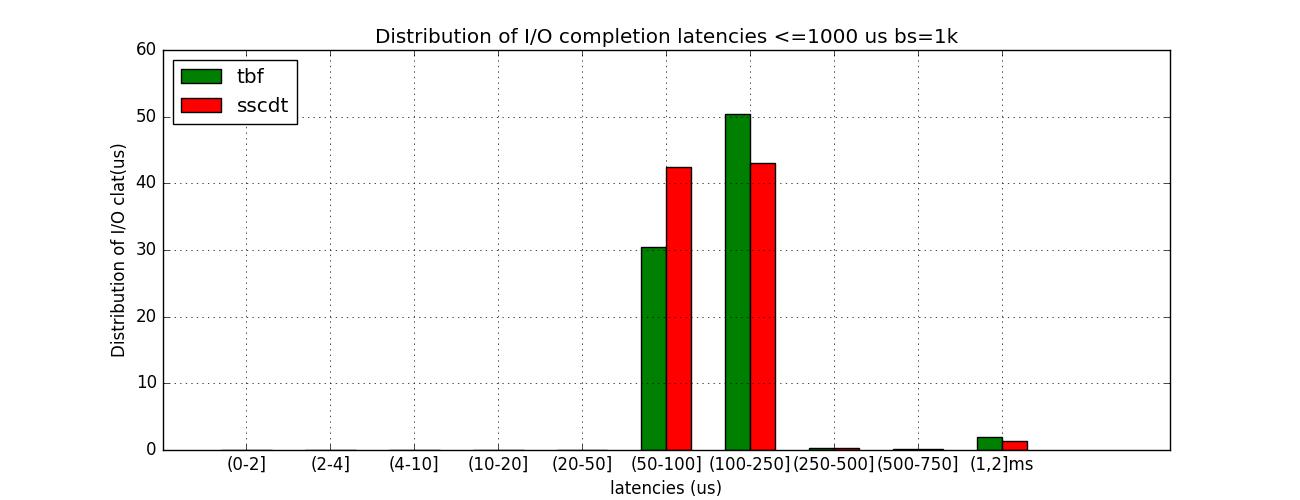 Distribution of I/O completion latencies <=1000 us bs=1k
60
50
40
30
20
10
0
Distribution of I/O clat(us)
tbf
sscdt
(0-2] (2-4] (4-10] (10-20] (20-50] (50-100] (100-250] (250-500] (500-750] (1,2]ms
latencies (us)